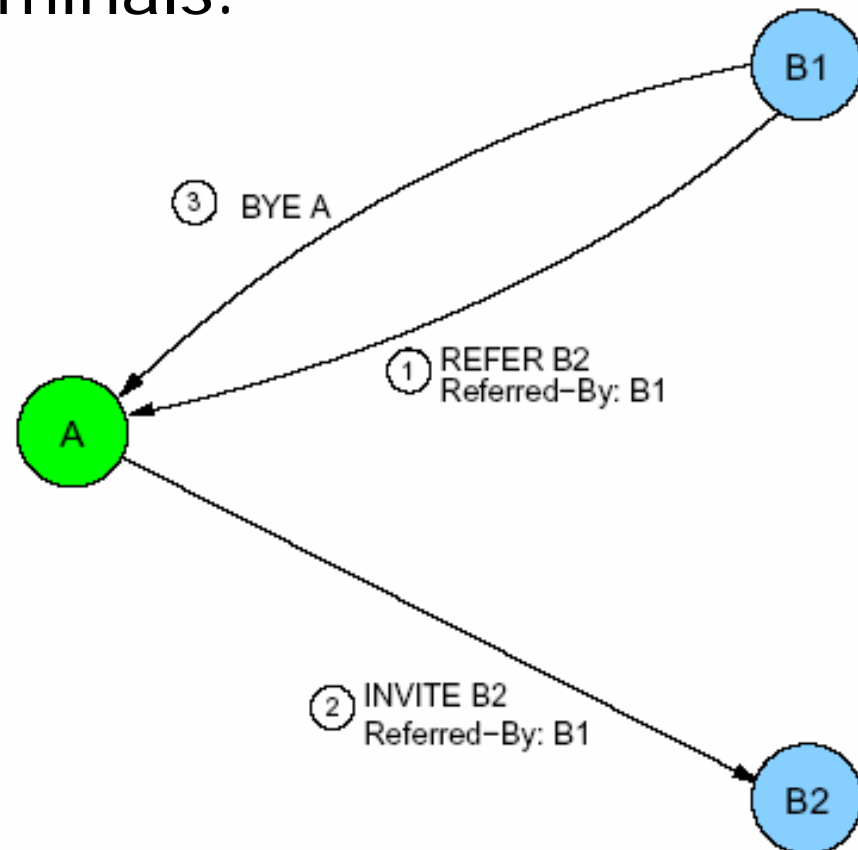 B1
3 BYE A
1 REFER B2
Referred-By: B1
A
2 INVITE B2
Referred-By: B1
B2